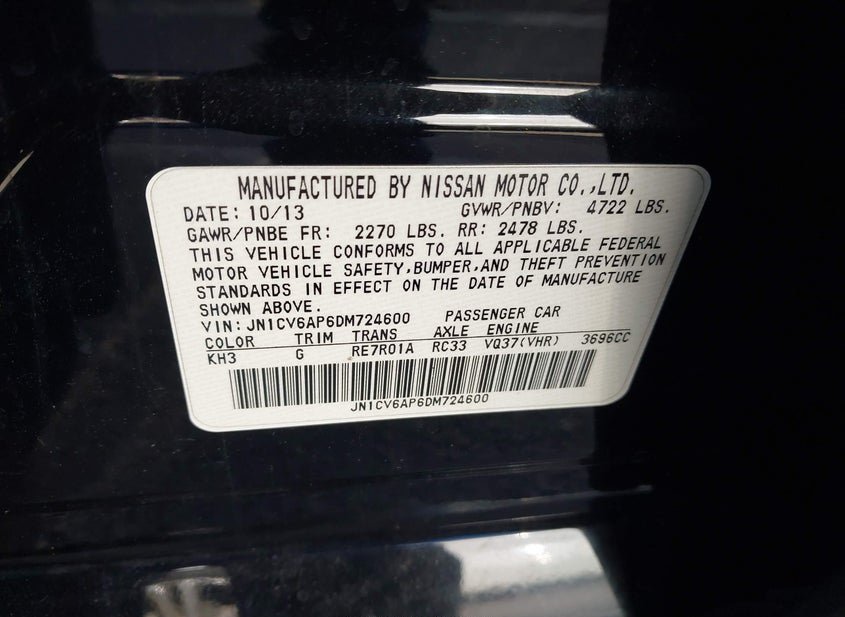 MANUFACTURED BY NISSAN MOTOR CO.,LTD.
DATE: 10/13 GVWR/PNBV: 4722 LBS.
GAWR/PNBE FR: 2270 LBS. RR: 2478 LBS.
THIS VEHICLE CONFORMS TO ALL APPLICABLE FEDERAL
MOTOR VEHICLE SAFETY,BUMPER,AND THEFT PREVENTION
STANDARDS IN EFFECT ON THE DATE OF MANUFACTURE
SHOWN ABOVE.
VIN: JN1CV6AP6DM724600 PASSENGER CAR
COLOR TRIM TRANS AXLE ENGINE
KH3 G RE7R01A RC33 VQ37(VHR) 3696CC
JN1CV6AP6DM724600